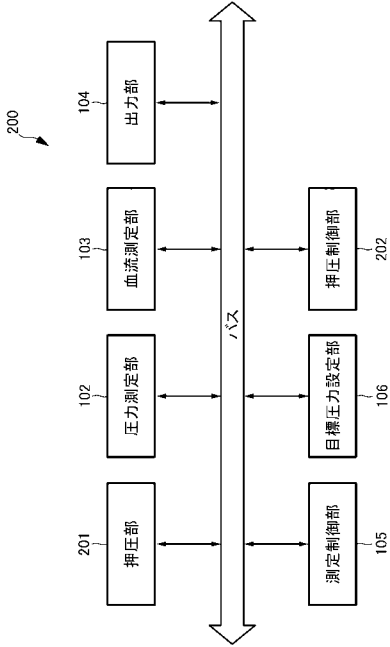 200
201
102
103
104
押圧部
圧力測定部
血流測定部
出力部
バス
測定制御部
目標圧力設定部
押圧制御部
105
106
202